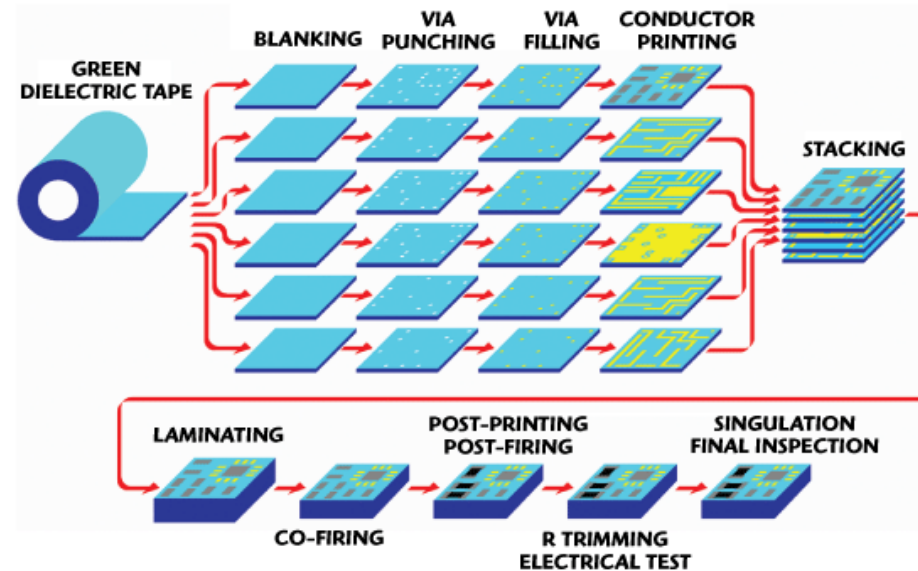 GREEN
DIELECTRIC TAPE
BLANKING
VIA
PUNCHING
VIA
FILLING
CONDUCTOR
PRINTING
STACKING
LAMINATING
CO-FIRING
POST-PRINTING
POST-FIRING
R TRIMMING
ELECTRICAL TEST
SINGULATION
FINAL INSPECTION